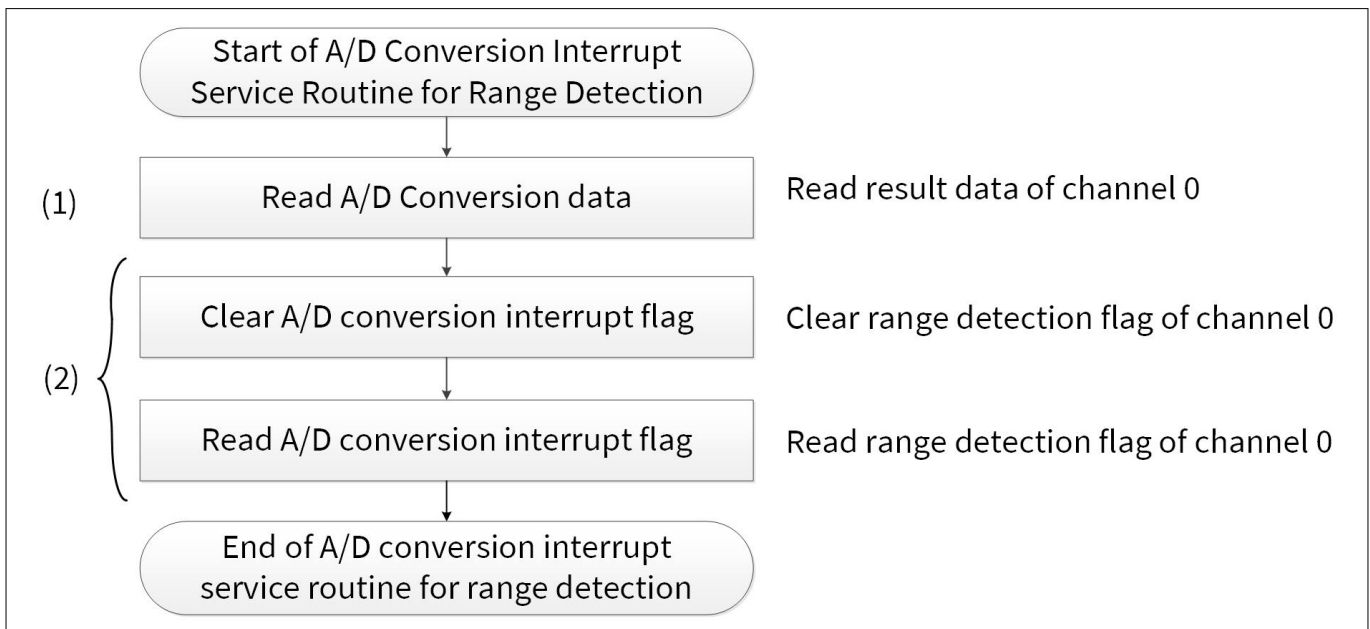 Start of A/D Conversion Interrupt
Service Routine for Range Detection
(1)
Read A/D Conversion data
Read result data of channel 0
(2)
Clear A/D conversion interrupt flag
Clear range detection flag of channel 0
Read A/D conversion interrupt flag
Read range detection flag of channel 0
End of A/D conversion interrupt
service routine for range detection